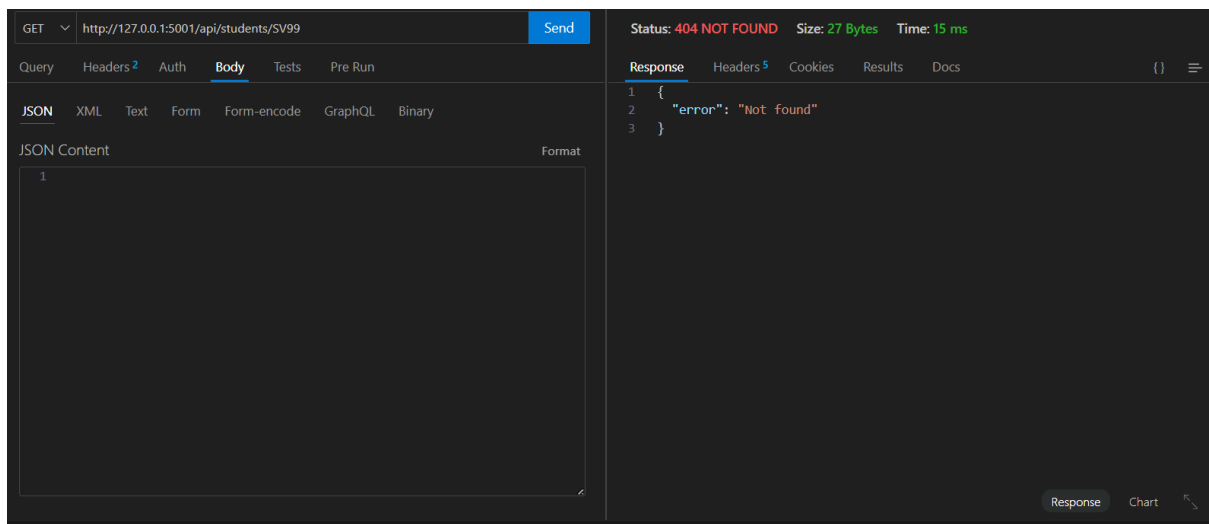 GET http://127.0.0.1:5001/api/students/SV99 Send
Query Headers 2 Auth Body Tests Pre Run
JSON XML Text Form Form-encode GraphQL Binary
JSON Content Format
1
Status: 404 NOT FOUND Size: 27 Bytes Time: 15 ms
Response Headers 5 Cookies Results Docs {}
1 {
2 "error": "Not found"
3 }
Response Chart